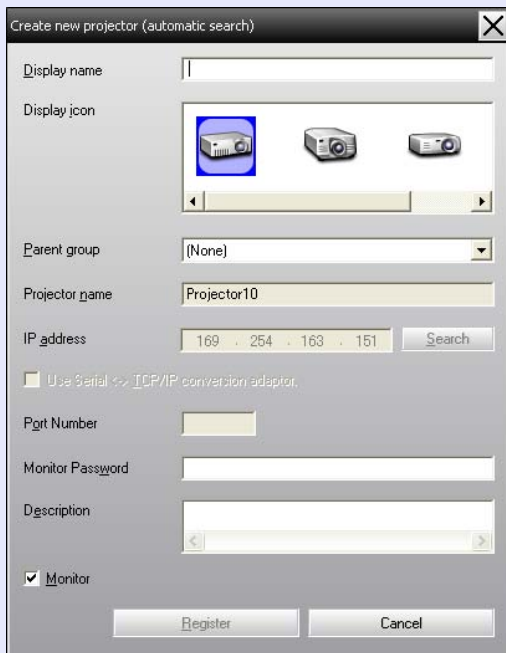 Create new projector (automatic search)
Display name
Display icon
Parent group (None)
Projector name Projector10
IP address 169 . 254 . 163 . 151 Search
Use Serial <-> TCP/IP conversion adaptor.
Port Number
Monitor Password
Description
Monitor
Register Cancel